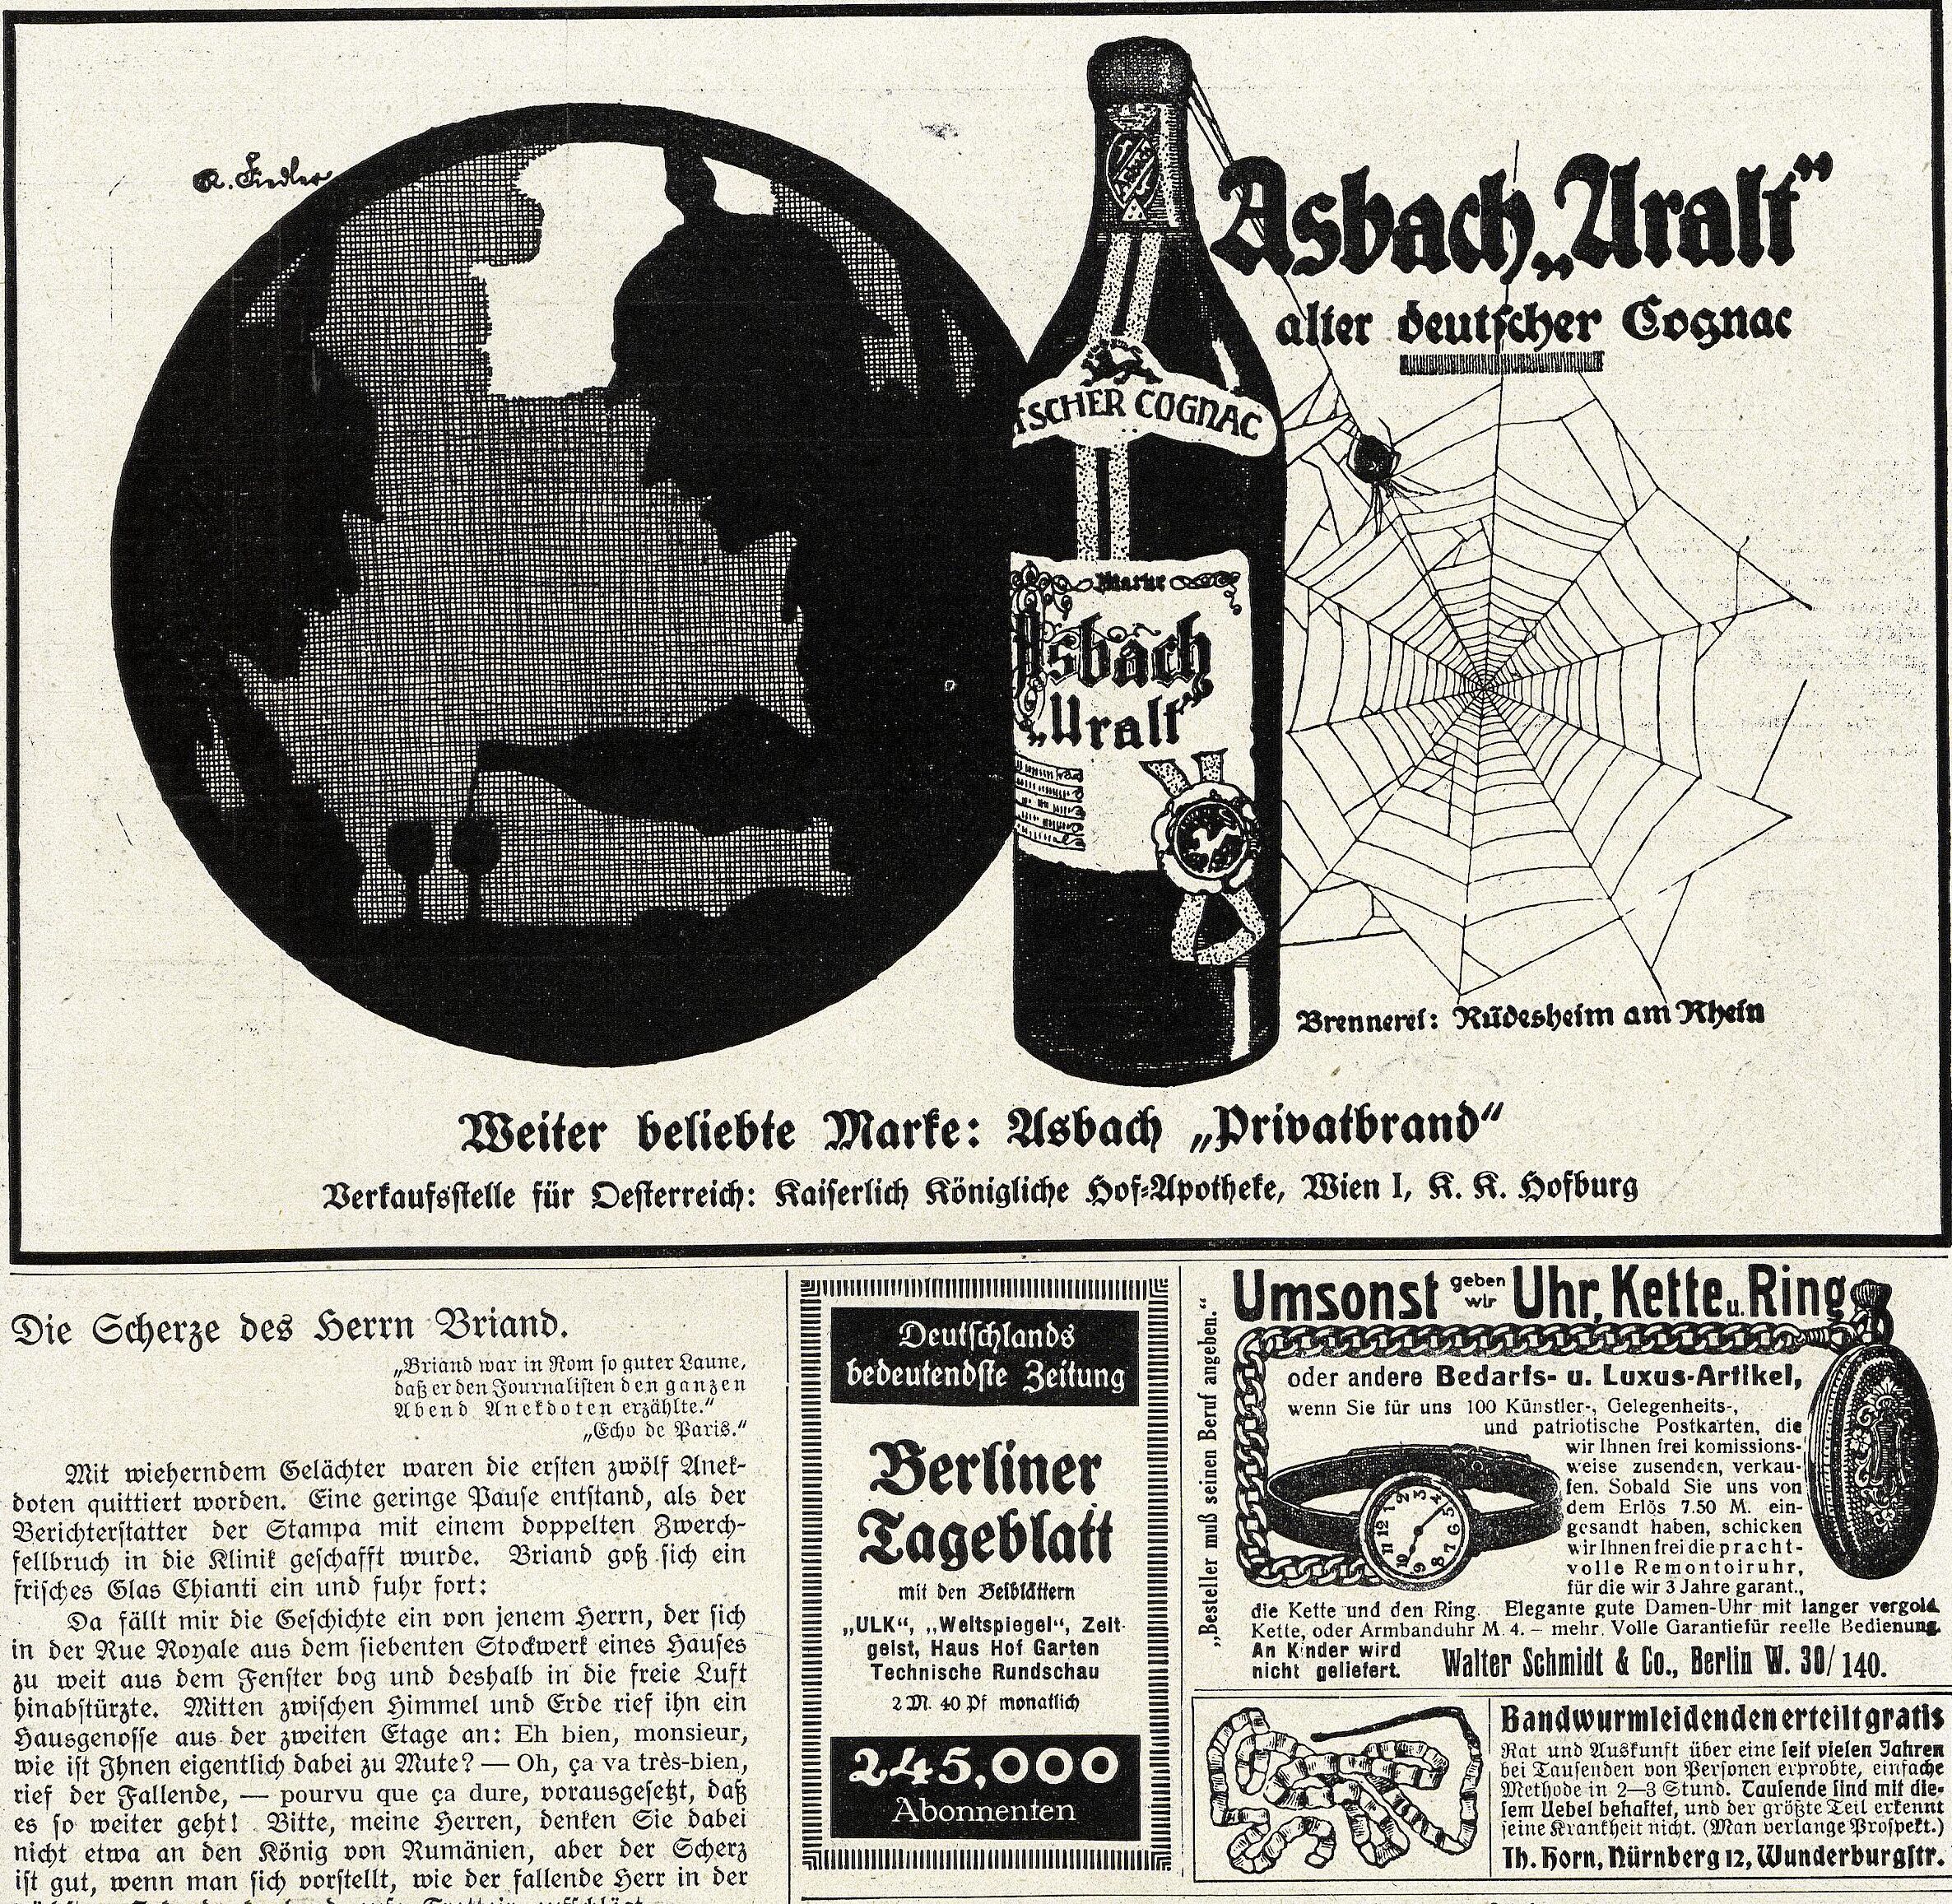 K. Fiedler
Asbach „Uralt“
alter deutscher Cognac
TSCHER COGNAC
Marke
Asbach
„Uralt“
Brennerei: Rüdesheim am Rhein
Weiter beliebte Marke: Asbach „Privatbrand“
Verkaufsstelle für Oesterreich: Kaiserlich Königliche Hof-Apotheke, Wien I, K. K. Hofburg
Die Scherze des Herrn Briand.
„Briand war in Rom so guter Laune,
daß er den Journalisten den ganzen
Abend Anekdoten erzählte.“
„Echo de Paris.“
Mit wieherndem Gelächter waren die ersten zwölf Anek-
doten quittiert worden. Eine geringe Pause entstand, als der
Berichterstatter der Stampa mit einem doppelten Zwerch-
fellbruch in die Klinik geschafft wurde. Briand goß sich ein
frisches Glas Chianti ein und fuhr fort:
Da fällt mir die Geschichte ein von jenem Herrn, der sich
in der Rue Royale aus dem siebenten Stockwerk eines Hauses
zu weit aus dem Fenster bog und deshalb in die freie Luft
hinabstürzte. Mitten zwischen Himmel und Erde rief ihn ein
Hausgenosse aus der zweiten Etage an: Eh bien, monsieur,
wie ist Ihnen eigentlich dabei zu Mute? — Oh, ça va très-bien,
rief der Fallende, — pourvu que ça dure, vorausgesetzt, daß
es so weiter geht! Bitte, meine Herren, denken Sie dabei
nicht etwa an den König von Rumänien, aber der Scherz
ist gut, wenn man sich vorstellt, wie der fallende Herr in der
Deutschlands
bedeutendste Zeitung
Berliner
Tageblatt
mit den Beiblättern
„ULK“, „Weltspiegel“, Zeit-
geist, Haus Hof Garten
Technische Rundschau
2 M. 40 Pf monatlich
245,000
Abonnenten
„Besteller muß seinen Beruf angeben.“
Umsonst geben wir Uhr, Kette u. Ring
oder andere Bedarfs- u. Luxus-Artikel,
wenn Sie für uns 100 Künstler-, Gelegenheits-,
und patriotische Postkarten, die
wir Ihnen frei komissions-
weise zusenden, verkau-
fen. Sobald Sie uns von
dem Erlös 7.50 M. ein-
gesandt haben, schicken
wir Ihnen frei die pracht-
volle Remontoiruhr,
für die wir 3 Jahre garant.,
die Kette und den Ring. Elegante gute Damen-Uhr mit langer vergold.
Kette, oder Armbanduhr M. 4. – mehr. Volle Garantie für reelle Bedienung.
An Kinder wird
nicht geliefert.
Walter Schmidt & Co., Berlin W. 30/140.
Bandwurmleidenden erteilt gratis
Rat und Auskunft über eine seit vielen Jahren
bei Tausenden von Personen erprobte, einfache
Methode in 2—3 Stund. Tausende sind mit die-
sem Uebel behaftet, und der größte Teil erkennt
seine Krankheit nicht. (Man verlange Prospekt.)
Th. Horn, Nürnberg 12, Wunderburgstr.